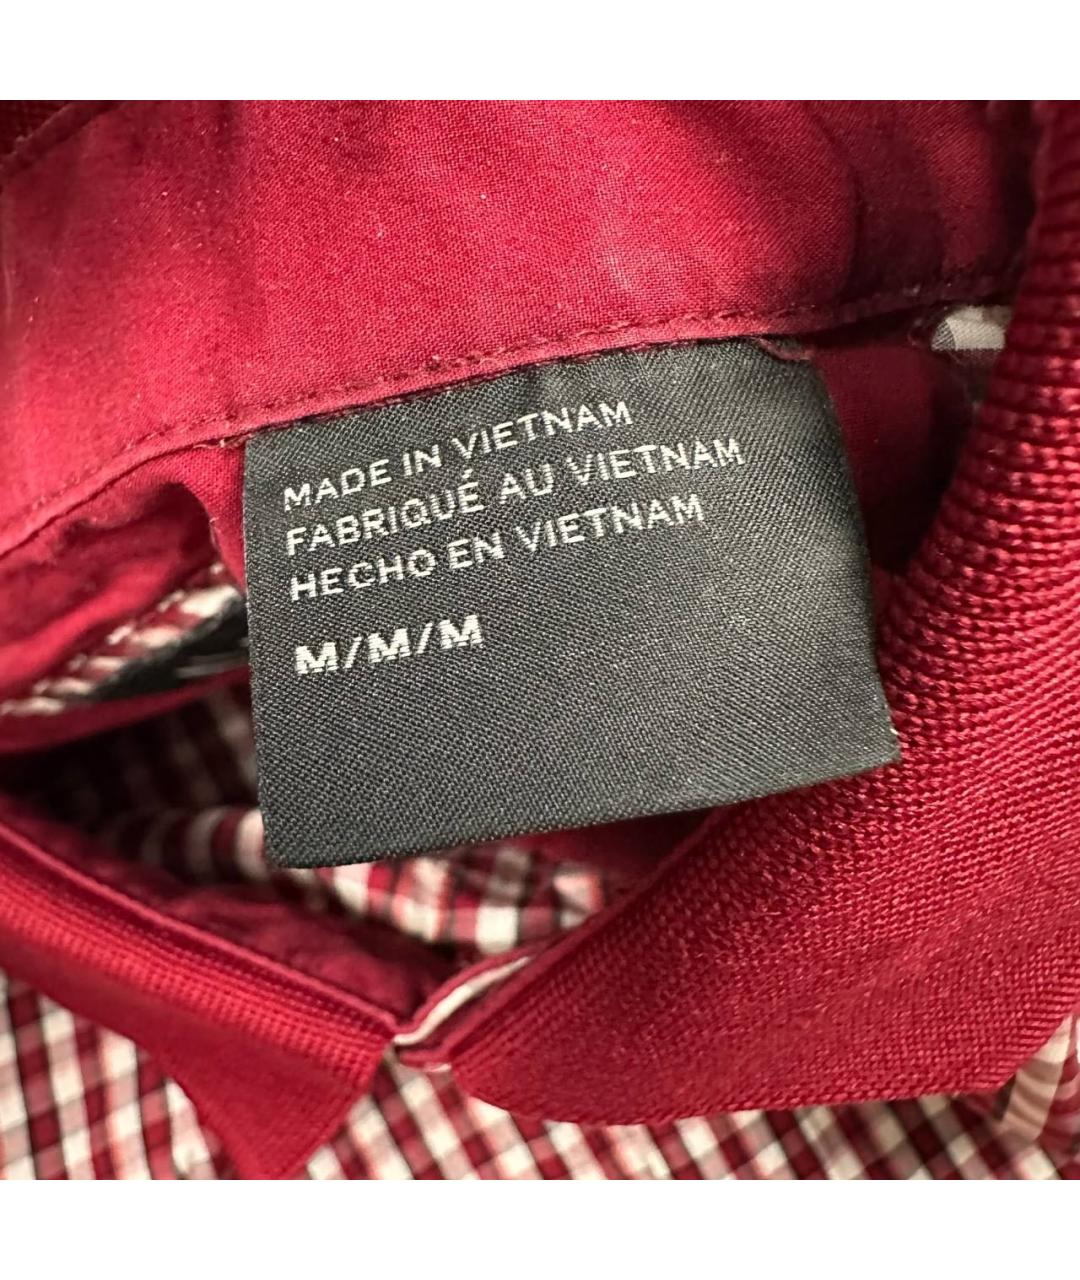 MADE IN VIETNAM
FABRIQUÉ AU VIETNAM
HECHO EN VIETNAM
M/M/M